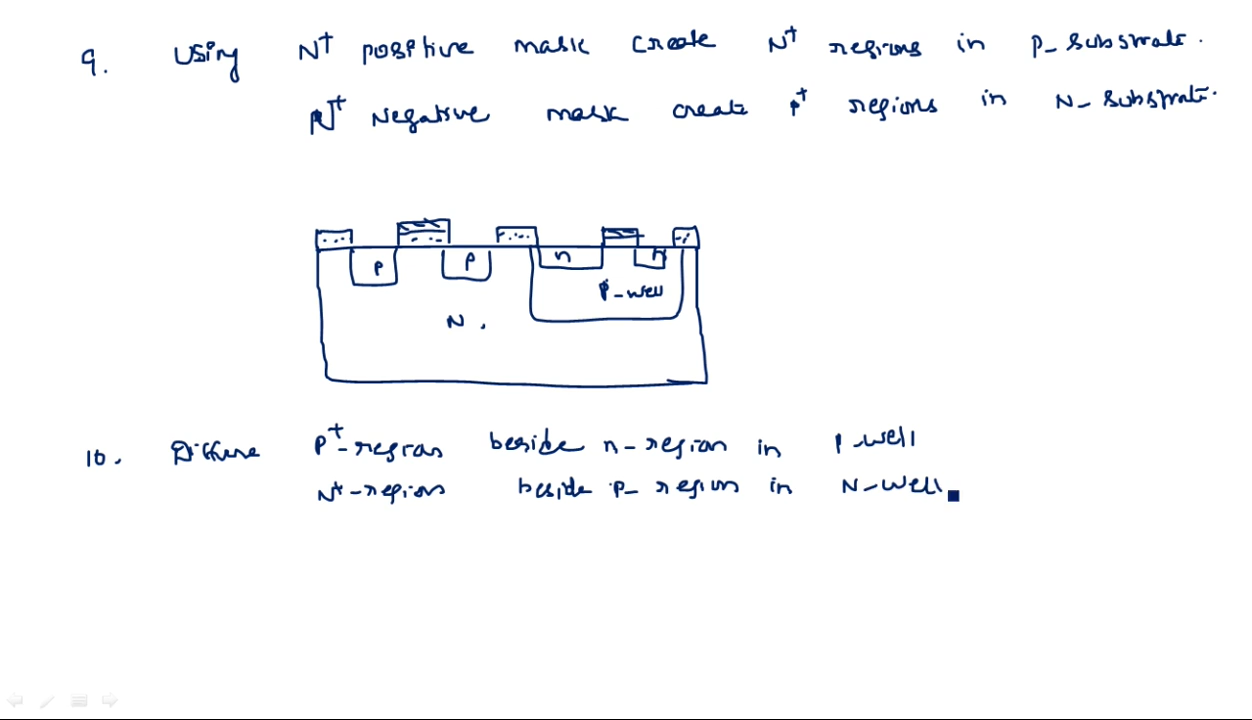 9. Using N+ positive mask create N+ regions in P-substrate.
N+ Negative mask create P+ regions in N-substrate.
P P n n
P-well
N
10. Diffuse P+-region beside n-region in P-well
N+-region beside P-region in N-well